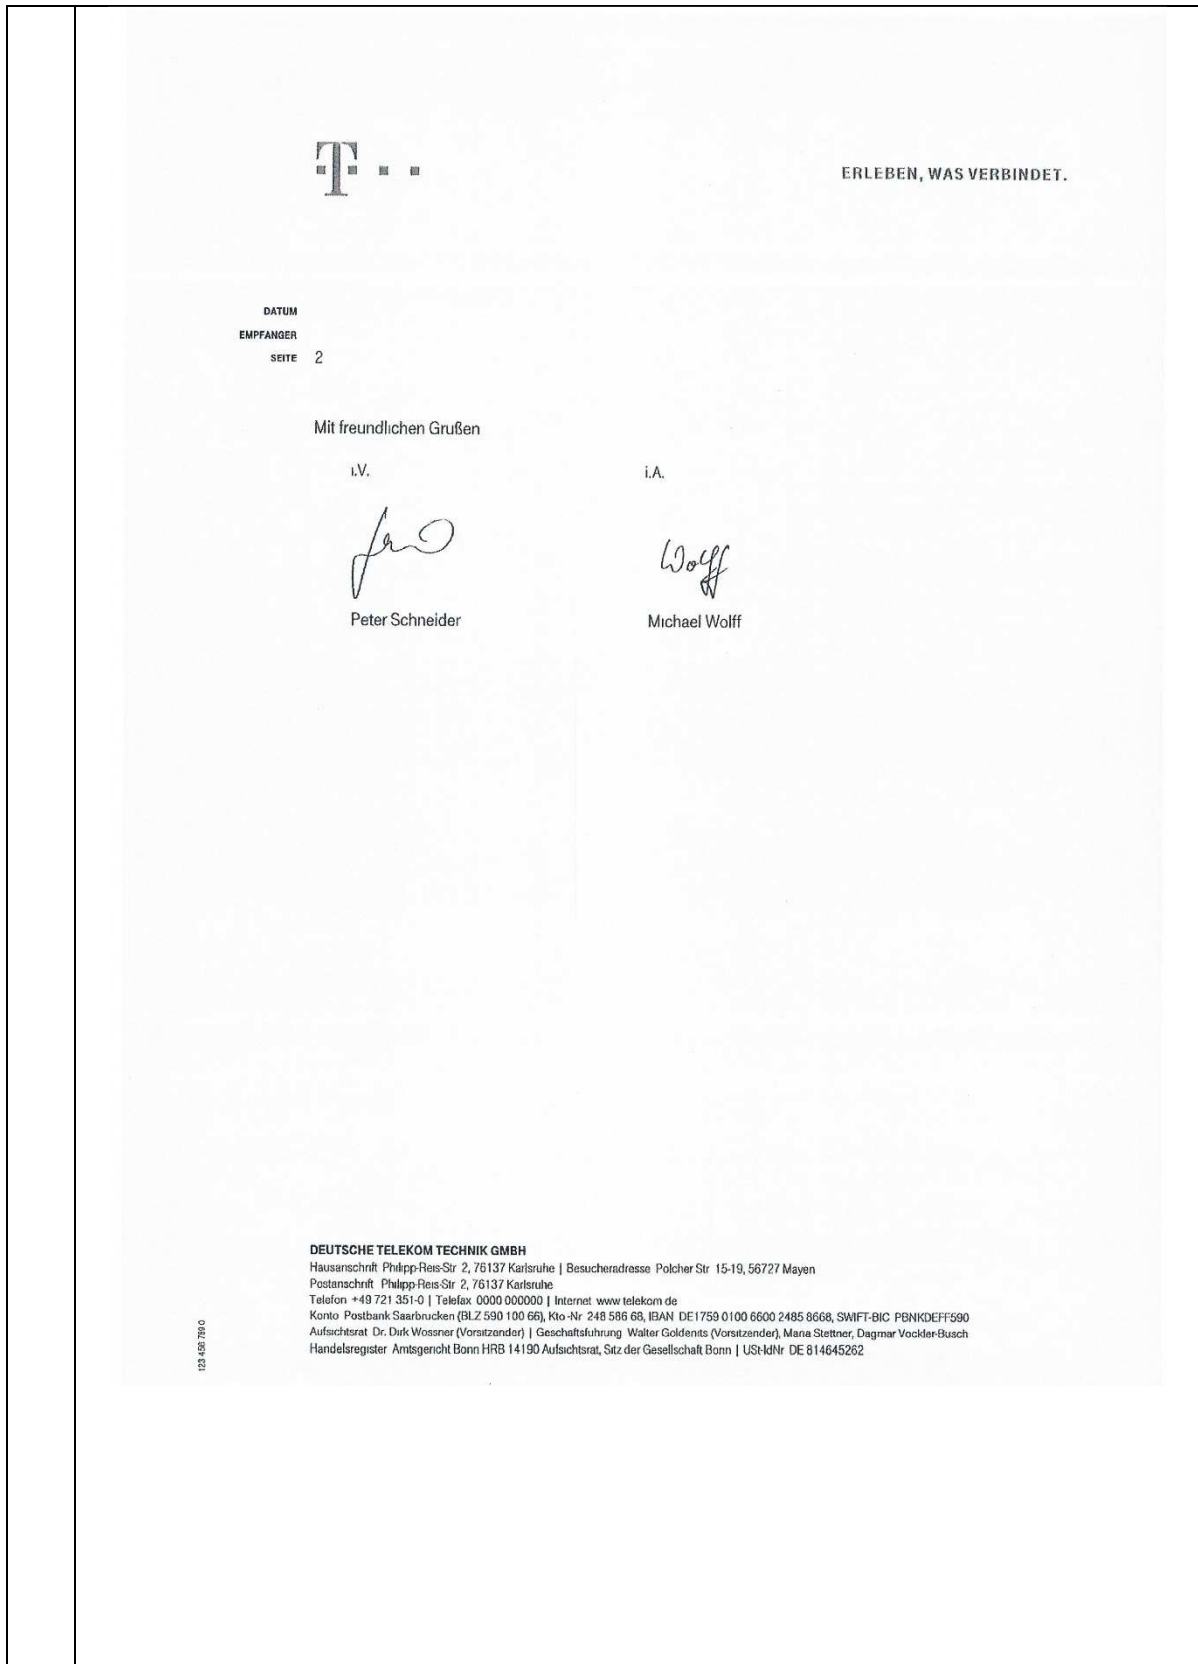 T
ERLEBEN, WAS VERBINDET.
DATUM
EMPFANGER
SEITE 2
Mit freundlichen Grußen
i.V. i.A.
Wolff
Peter Schneider Michael Wolff
DEUTSCHE TELEKOM TECHNIK GMBH
Hausanschrift Philipp-Reis-Str 2, 76137 Karlsruhe | Besucheradresse Polcher Str 15-19, 56727 Mayen
Postanschrift Philipp-Reis-Str 2, 76137 Karlsruhe
Telefon +49 721 351-0 | Telefax 0000 000000 | Internet www telekom de
Konto Postbank Saarbrucken (BLZ 590 100 66), Kto-Nr 248 586 68, IBAN DE1759 0100 6600 2485 8668, SWIFT-BIC PBNKDEFF590
Aufsichtsrat Dr. Dirk Wossner (Vorsitzender) | Geschaftsfuhrung Walter Goldenits (Vorsitzender), Maria Stettner, Dagmar Vockler-Busch
Handelsregister Amtsgericht Bonn HRB 14190 Aufsichtsrat, Sitz der Gesellschaft Bonn | USt-IdNr DE 814645262
123 456 789 0